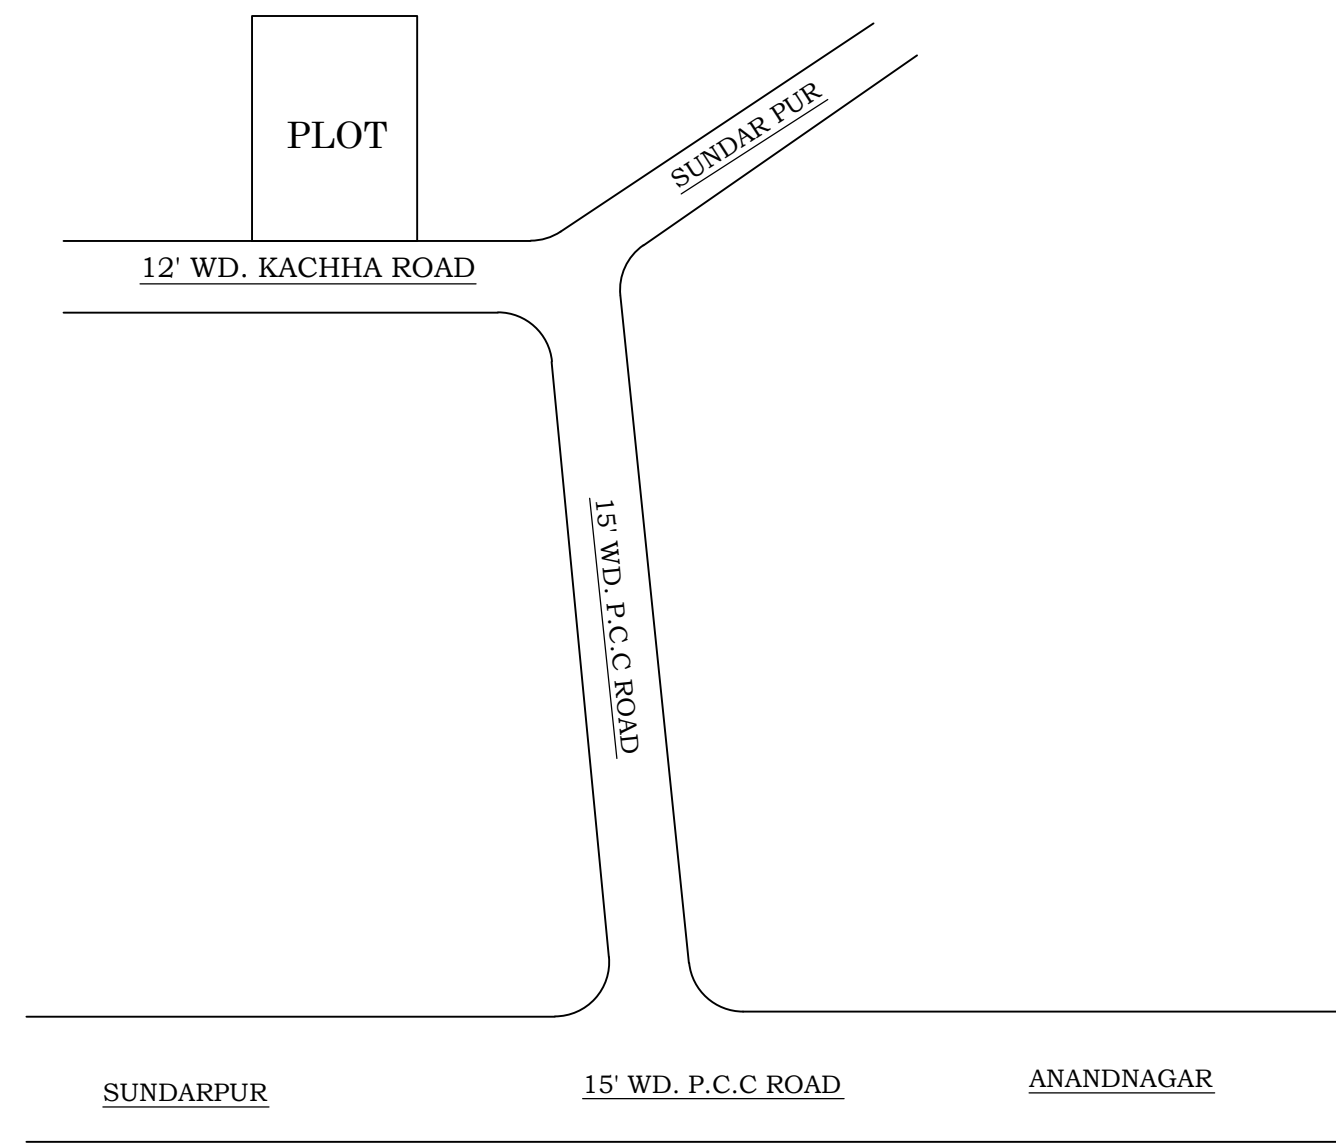 PLOT
SUNDAR PUR
12' WD. KACHHA ROAD
15' WD. P.C.C ROAD
SUNDARPUR
15' WD. P.C.C ROAD
ANANDNAGAR